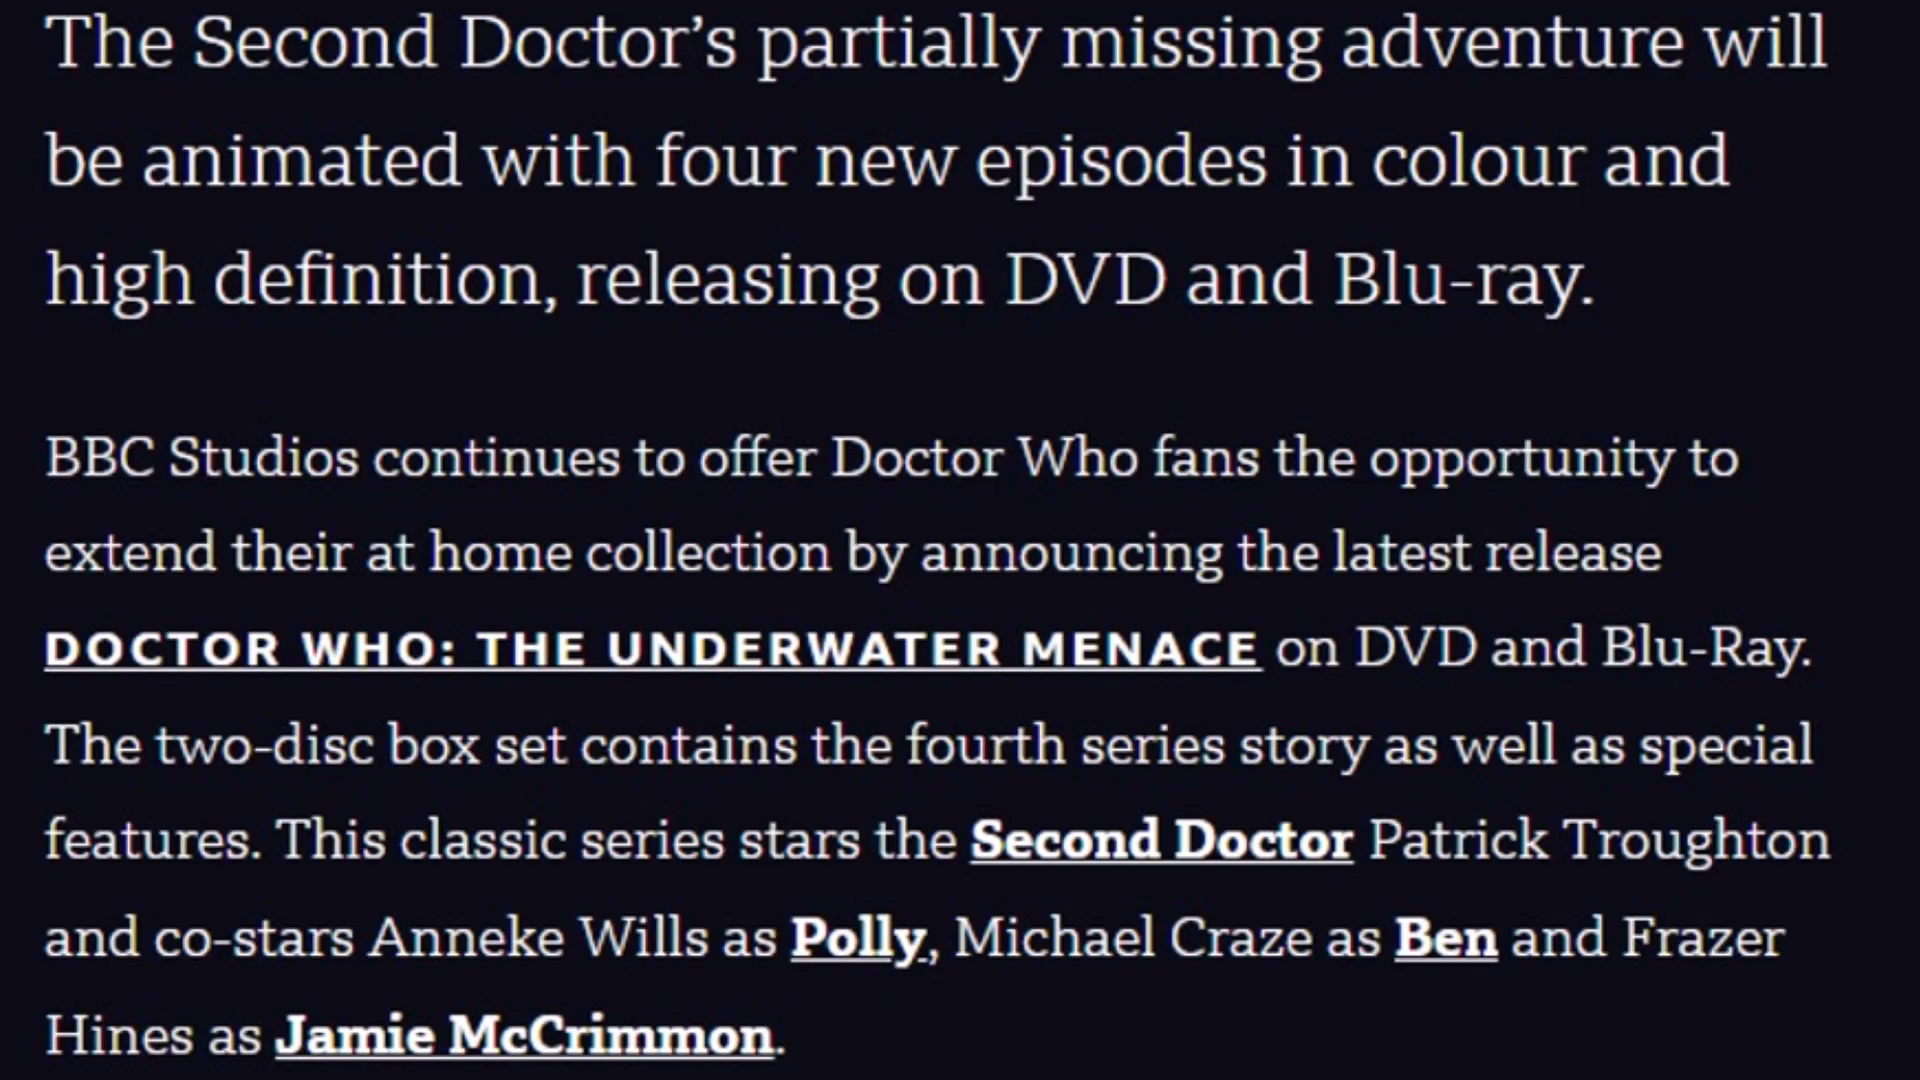 The Second Doctor’s partially missing adventure will
be animated with four new episodes in colour and
high definition, releasing on DVD and Blu-ray.
BBC Studios continues to offer Doctor Who fans the opportunity to
extend their at home collection by announcing the latest release
DOCTOR WHO: THE UNDERWATER MENACE on DVD and Blu-Ray.
The two-disc box set contains the fourth series story as well as special
features. This classic series stars the Second Doctor Patrick Troughton
and co-stars Anneke Wills as Polly, Michael Craze as Ben and Frazer
Hines as Jamie McCrimmon.